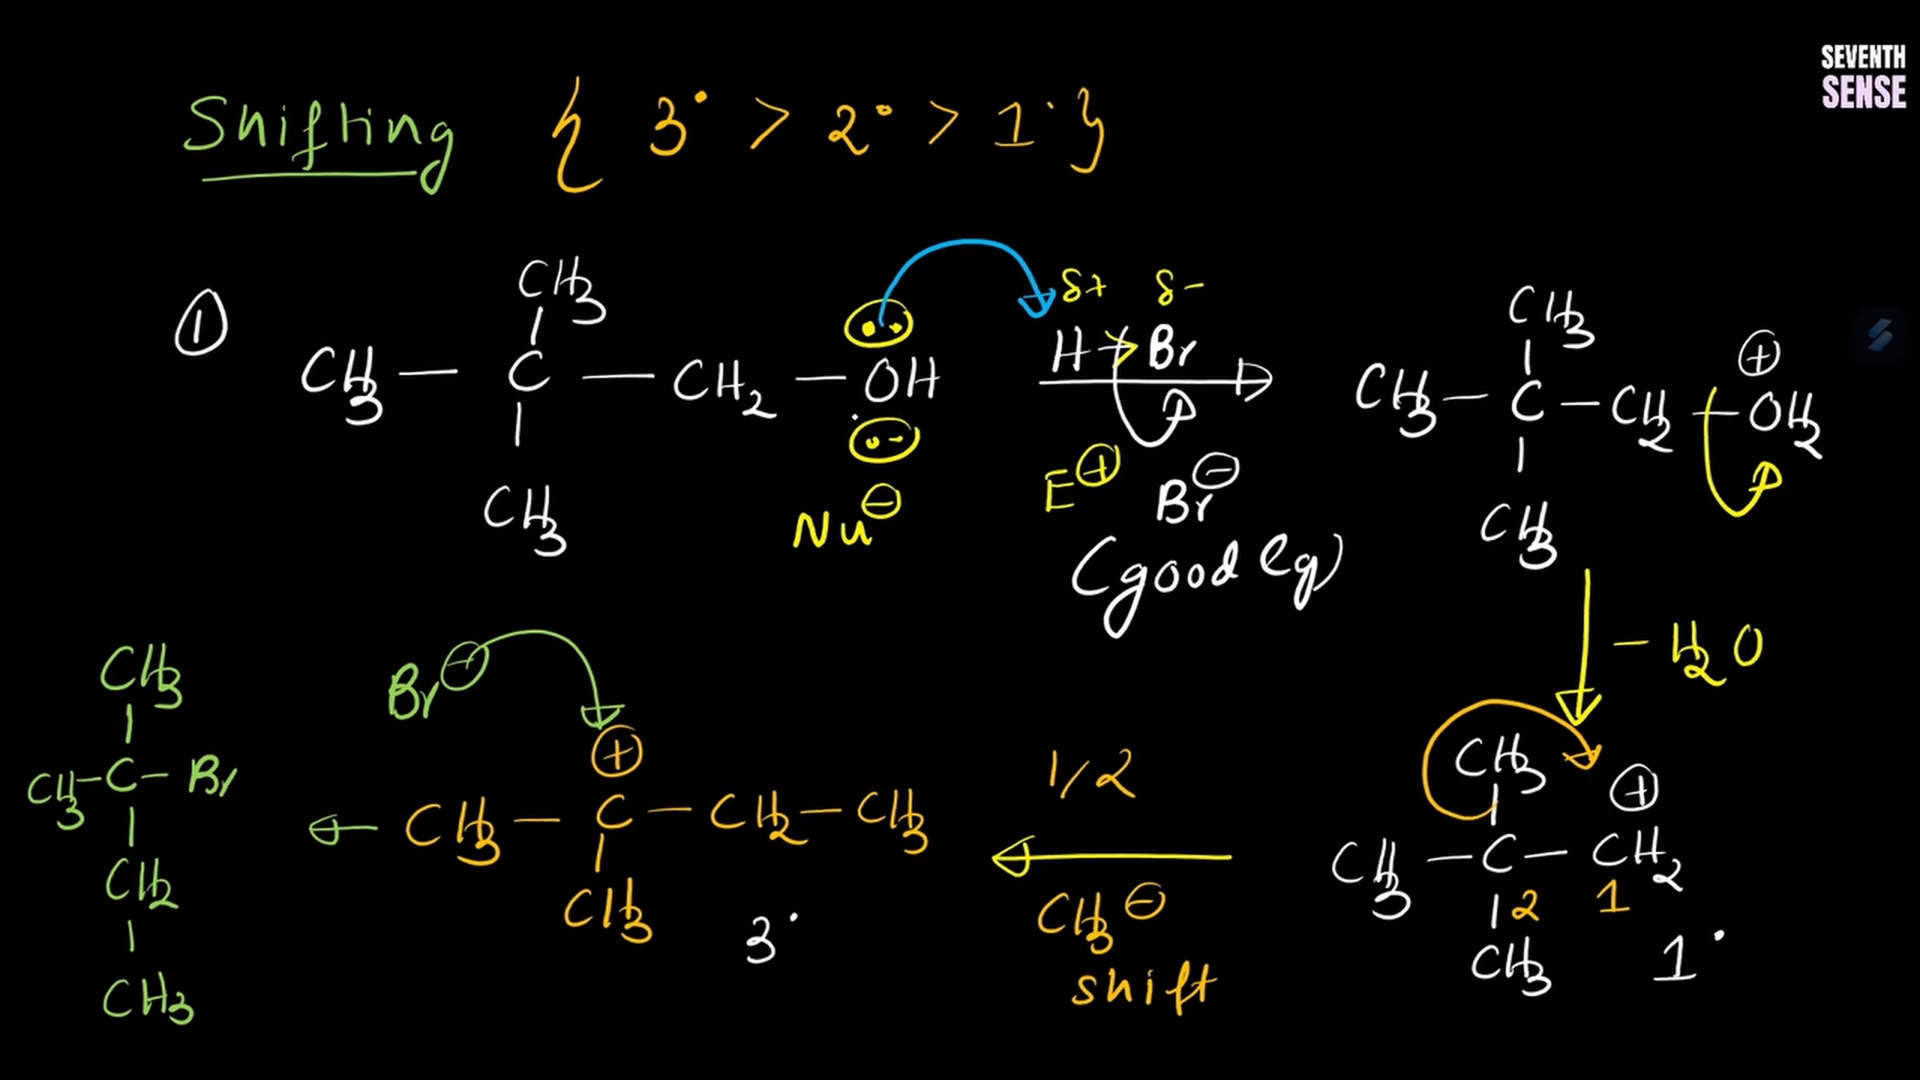 SEVENTH
SENSE
Shifting { 3° > 2° > 1° }
① CH3 — C — CH2 — OH
CH3
CH3
Nu⊖
δ+ δ-
H Br
E⊕
Br⊖
(good lg)
CH3
CH3 — C — CH2 — OH2
⊕
CH3
- H2O
CH3
⊕
CH3 — C — CH2
2 1
CH3
1°
1/2
CH3⊖
shift
Br⊖
⊕
CH3 — C — CH2 — CH3
CH3
3°
CH3
CH3 — C — Br
CH2
CH3